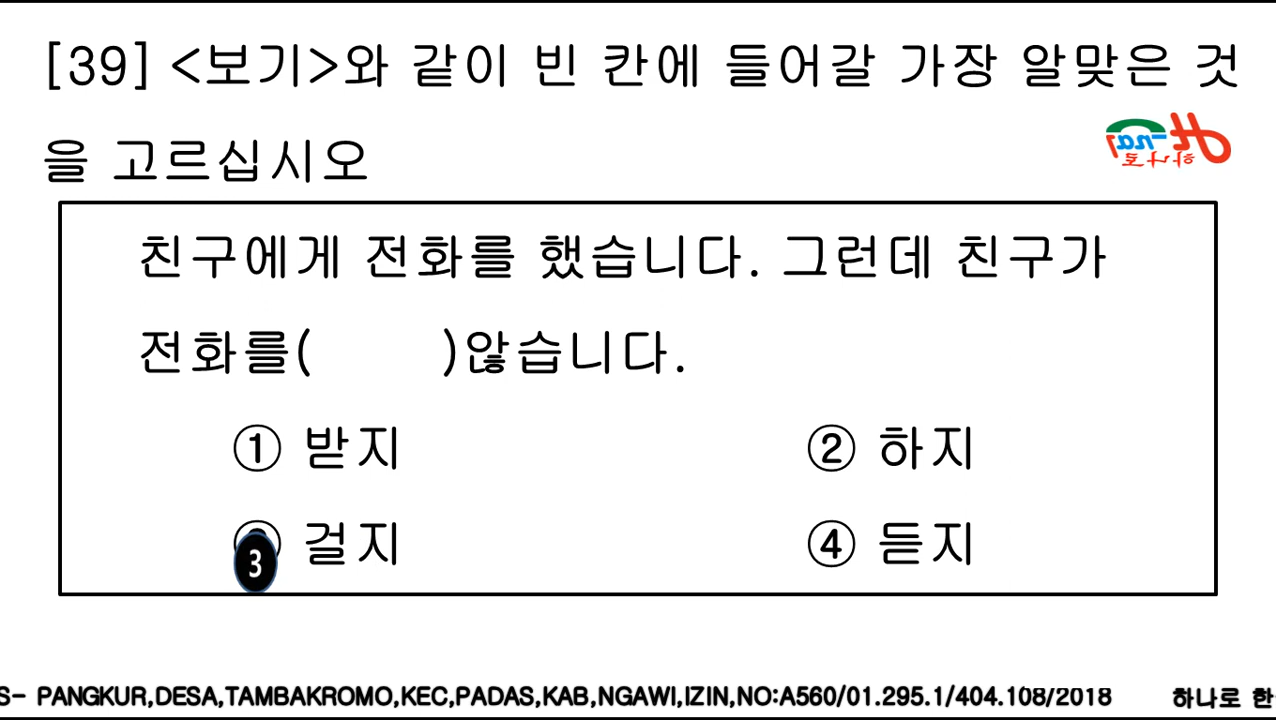 [39] <보기>와 같이 빈 칸에 들어갈 가장 알맞은 것
을 고르십시오
하나로
친구에게 전화를 했습니다. 그런데 친구가
전화를( )않습니다.
① 받지 ② 하지
3 걸지 ④ 듣지
S- PANGKUR,DESA,TAMBAKROMO,KEC,PADAS,KAB,NGAWI,IZIN,NO:A560/01.295.1/404.108/2018 하나로 한